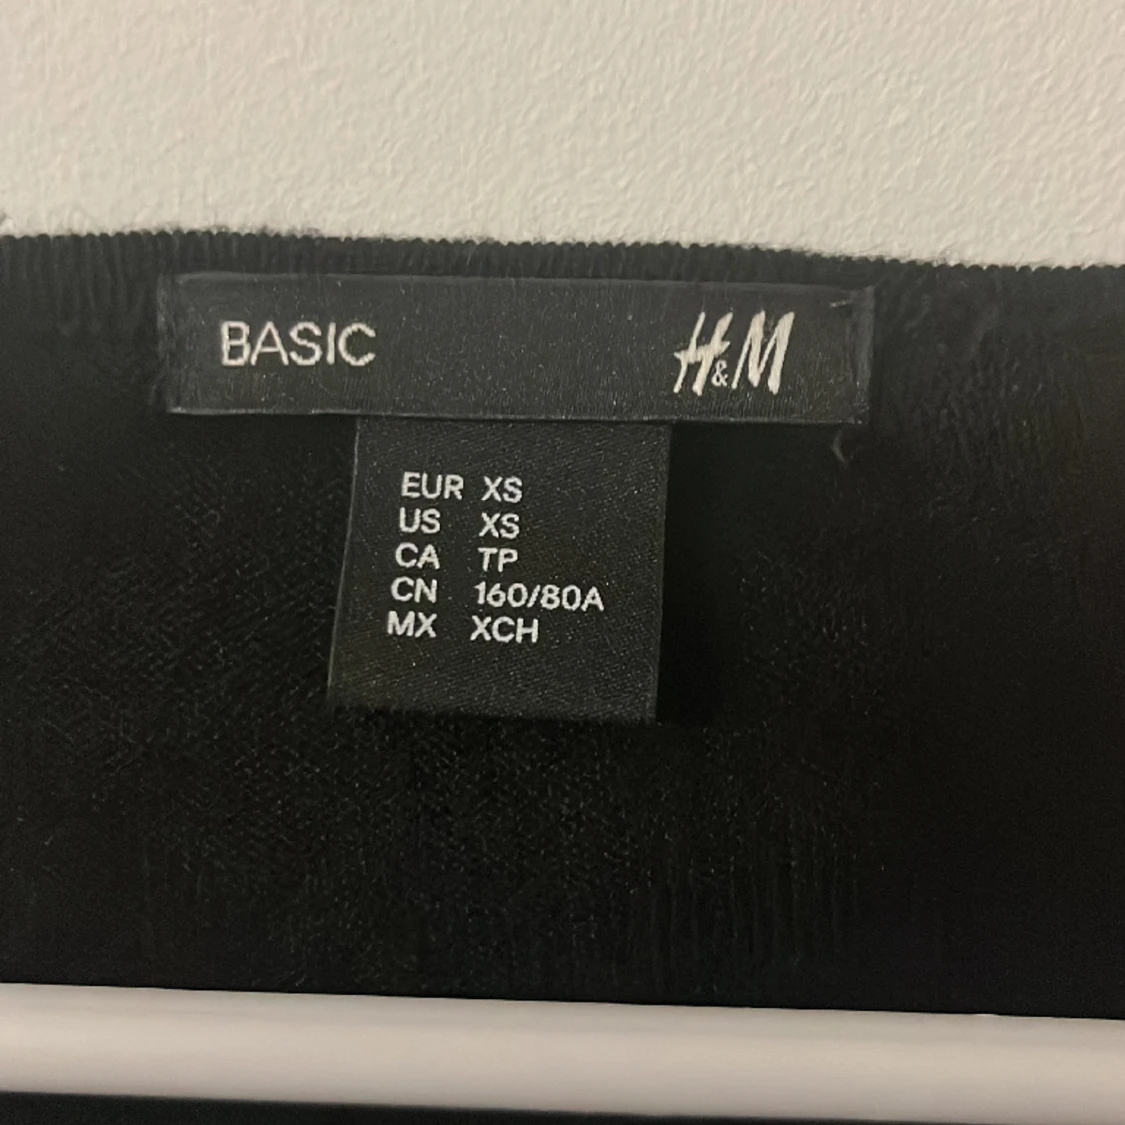 BASIC H&M
EUR XS
US XS
CA TP
CN 160/80A
MX XCH